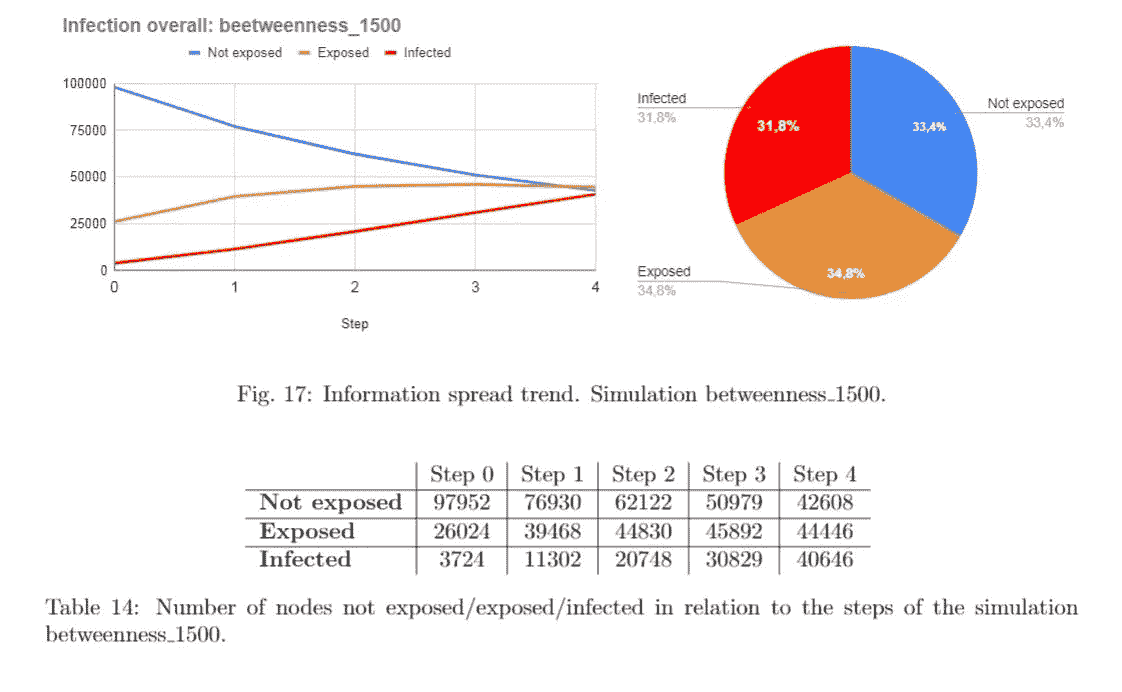 Infection overall: beetweenness_1500
Not exposed Exposed Infected
100000
75000
50000
25000
0
0 1 2 3 4
Step
Infected
31,8%
31,8%
33,4%
Not exposed
33,4%
Exposed
34,8%
34,8%
Fig. 17: Information spread trend. Simulation betweenness_1500.
Step 0 Step 1 Step 2 Step 3 Step 4
Not exposed 97952 76930 62122 50979 42608
Exposed 26024 39468 44830 45892 44446
Infected 3724 11302 20748 30829 40646
Table 14: Number of nodes not exposed/exposed/infected in relation to the steps of the simulation
betweenness_1500.